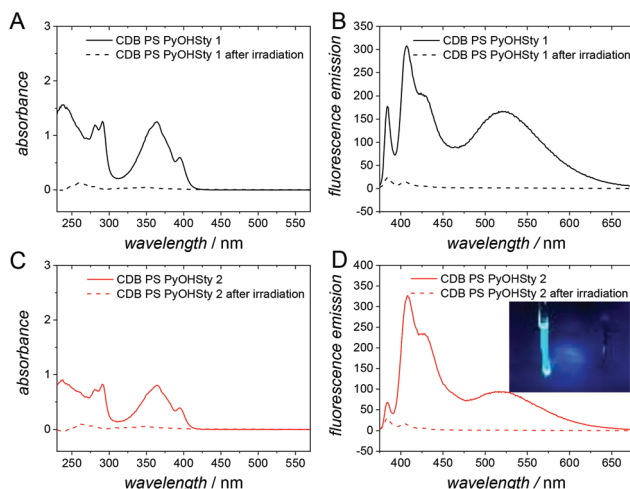 A
CDB PS PyOHSty 1
CDB PS PyOHSty 1 after irradiation
3
2
1
0
absorbance
250 300 350 400 450 500 550
wavelength / nm
B
CDB PS PyOHSty 1
CDB PS PyOHSty 1 after irradiation
350
300
250
200
150
100
50
0
-50
fluorescence emission
400 450 500 550 600 650
wavelength / nm
C
CDB PS PyOHSty 2
CDB PS PyOHSty 2 after irradiation
3
2
1
0
absorbance
250 300 350 400 450 500 550
wavelength / nm
D
CDB PS PyOHSty 2
CDB PS PyOHSty 2 after irradiation
400
350
300
250
200
150
100
50
0
-50
fluorescence emission
400 450 500 550 600 650
wavelength / nm